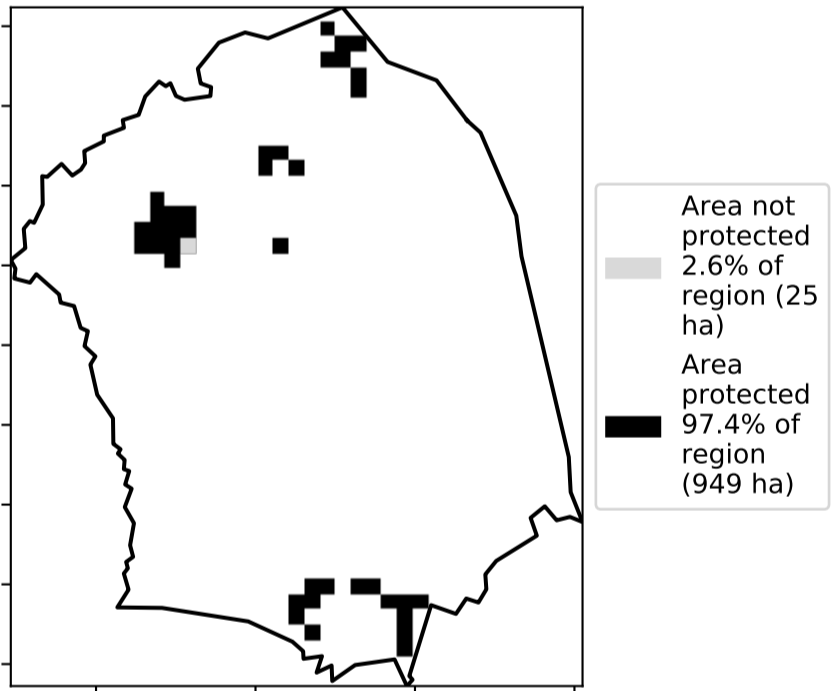 Area not
protected
2.6% of
region (25
ha)
Area
protected
97.4% of
region
(949 ha)